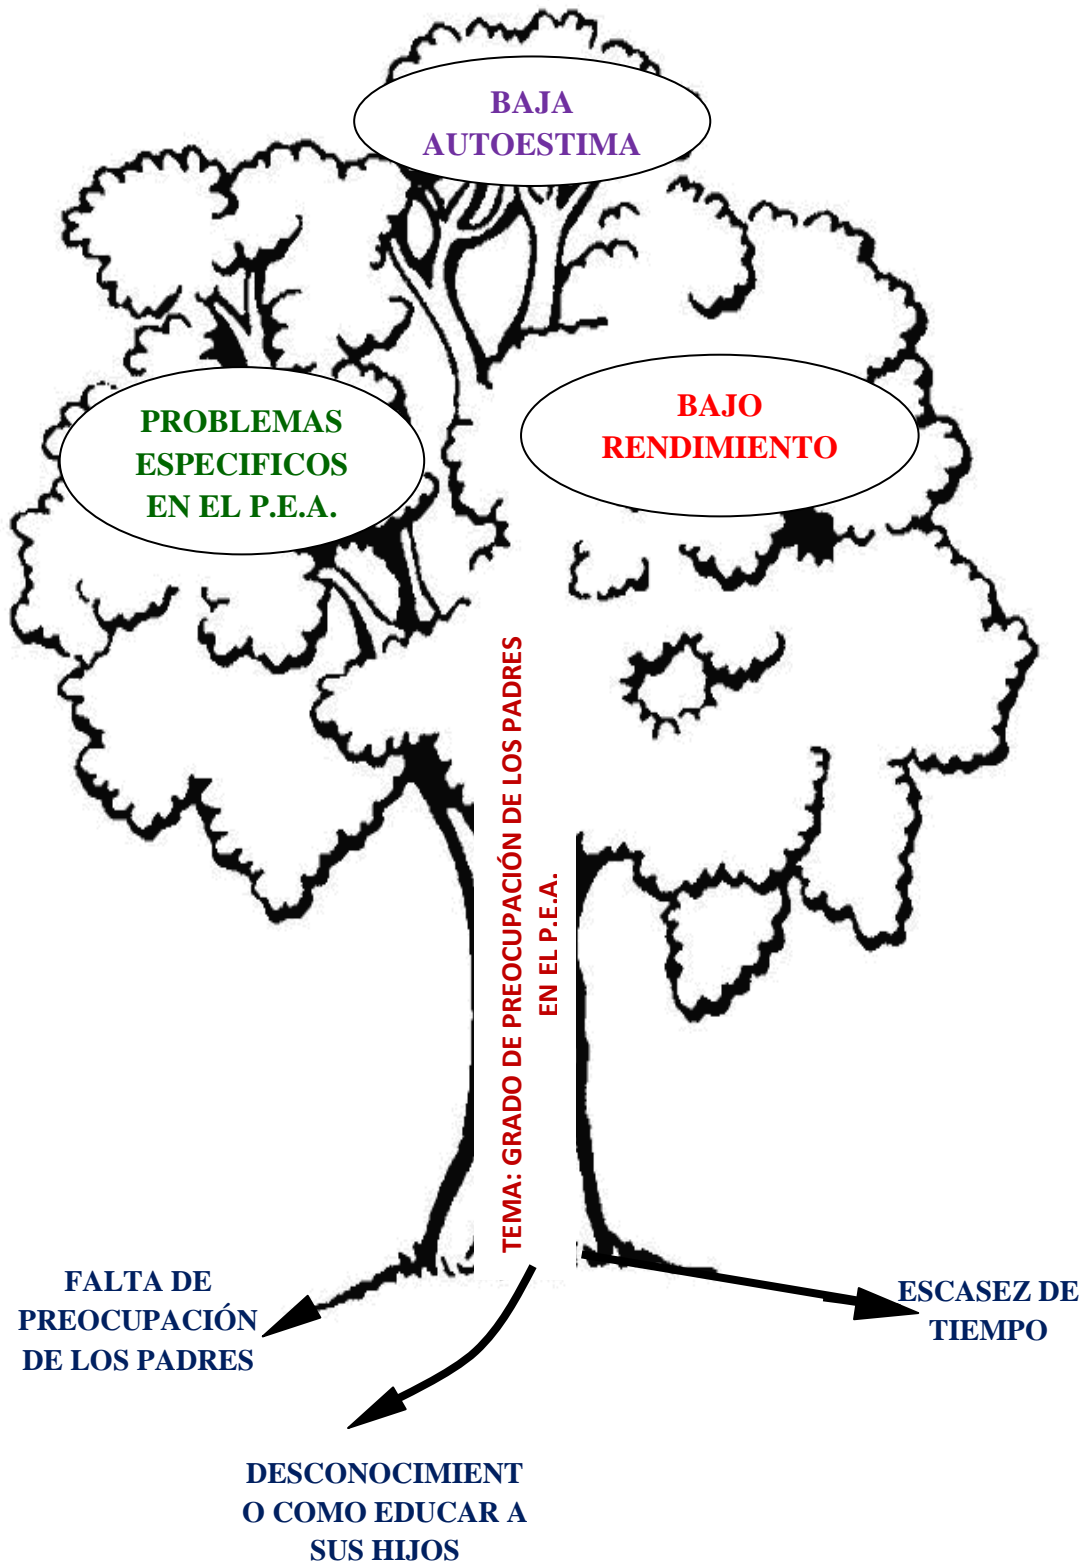 BAJA
AUTOESTIMA
PROBLEMAS
ESPECIFICOS
EN EL P.E.A.
BAJO
RENDIMIENTO
TEMA: GRADO DE PREOCUPACIÓN DE LOS PADRES
EN EL P.E.A.
FALTA DE
PREOCUPACIÓN
DE LOS PADRES
ESCASEZ DE
TIEMPO
DESCONOCIMIENT
O COMO EDUCAR A
SUS HIJOS